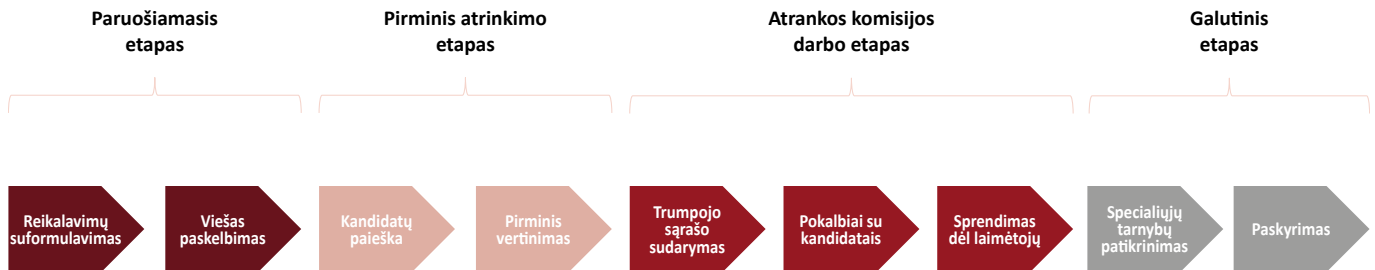 Paruošiamasis
etapas
Pirminis atrinkimo
etapas
Atrankos komisijos
darbo etapas
Galutinis
etapas
Reikalavimų
suformulavimas
Viešas
paskelbimas
Kandidatų
paieška
Pirminis
vertinimas
Trumpojo
sąrašo
sudarymas
Pokalbiai su
kandidatais
Sprendimas
dėl laimėtojų
Specialiųjų
tarnybų
patikrinimas
Paskyrimas